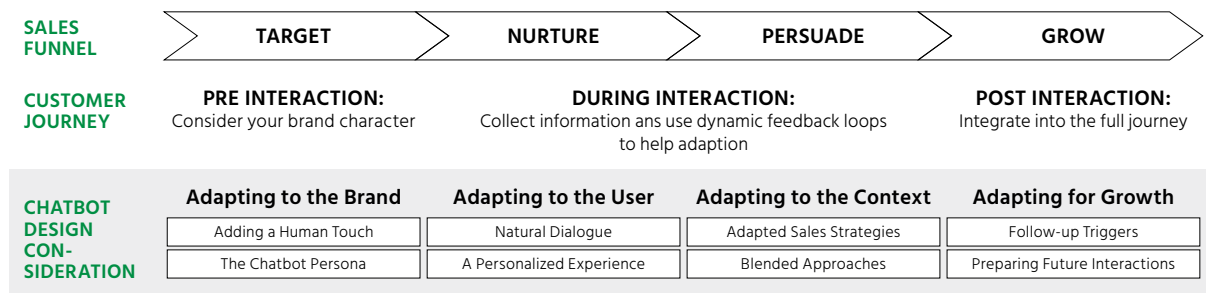 SALES
FUNNEL
TARGET
NURTURE
PERSUADE
GROW
CUSTOMER
JOURNEY
PRE INTERACTION:
Consider your brand character
DURING INTERACTION:
Collect information ans use dynamic feedback loops
to help adaption
POST INTERACTION:
Integrate into the full journey
CHATBOT
DESIGN
CON-
SIDERATION
Adapting to the Brand
Adding a Human Touch
The Chatbot Persona
Adapting to the User
Natural Dialogue
A Personalized Experience
Adapting to the Context
Adapted Sales Strategies
Blended Approaches
Adapting for Growth
Follow-up Triggers
Preparing Future Interactions